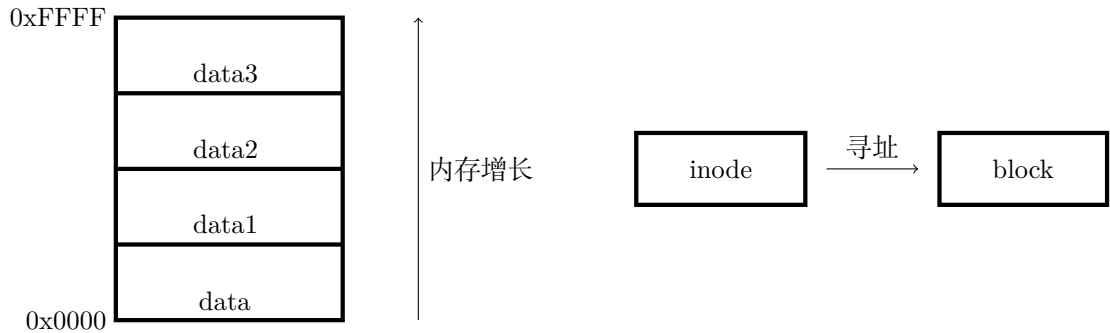 0xFFFF
data3
data2
data1
data
0x0000
内存增长
inode
寻址
block